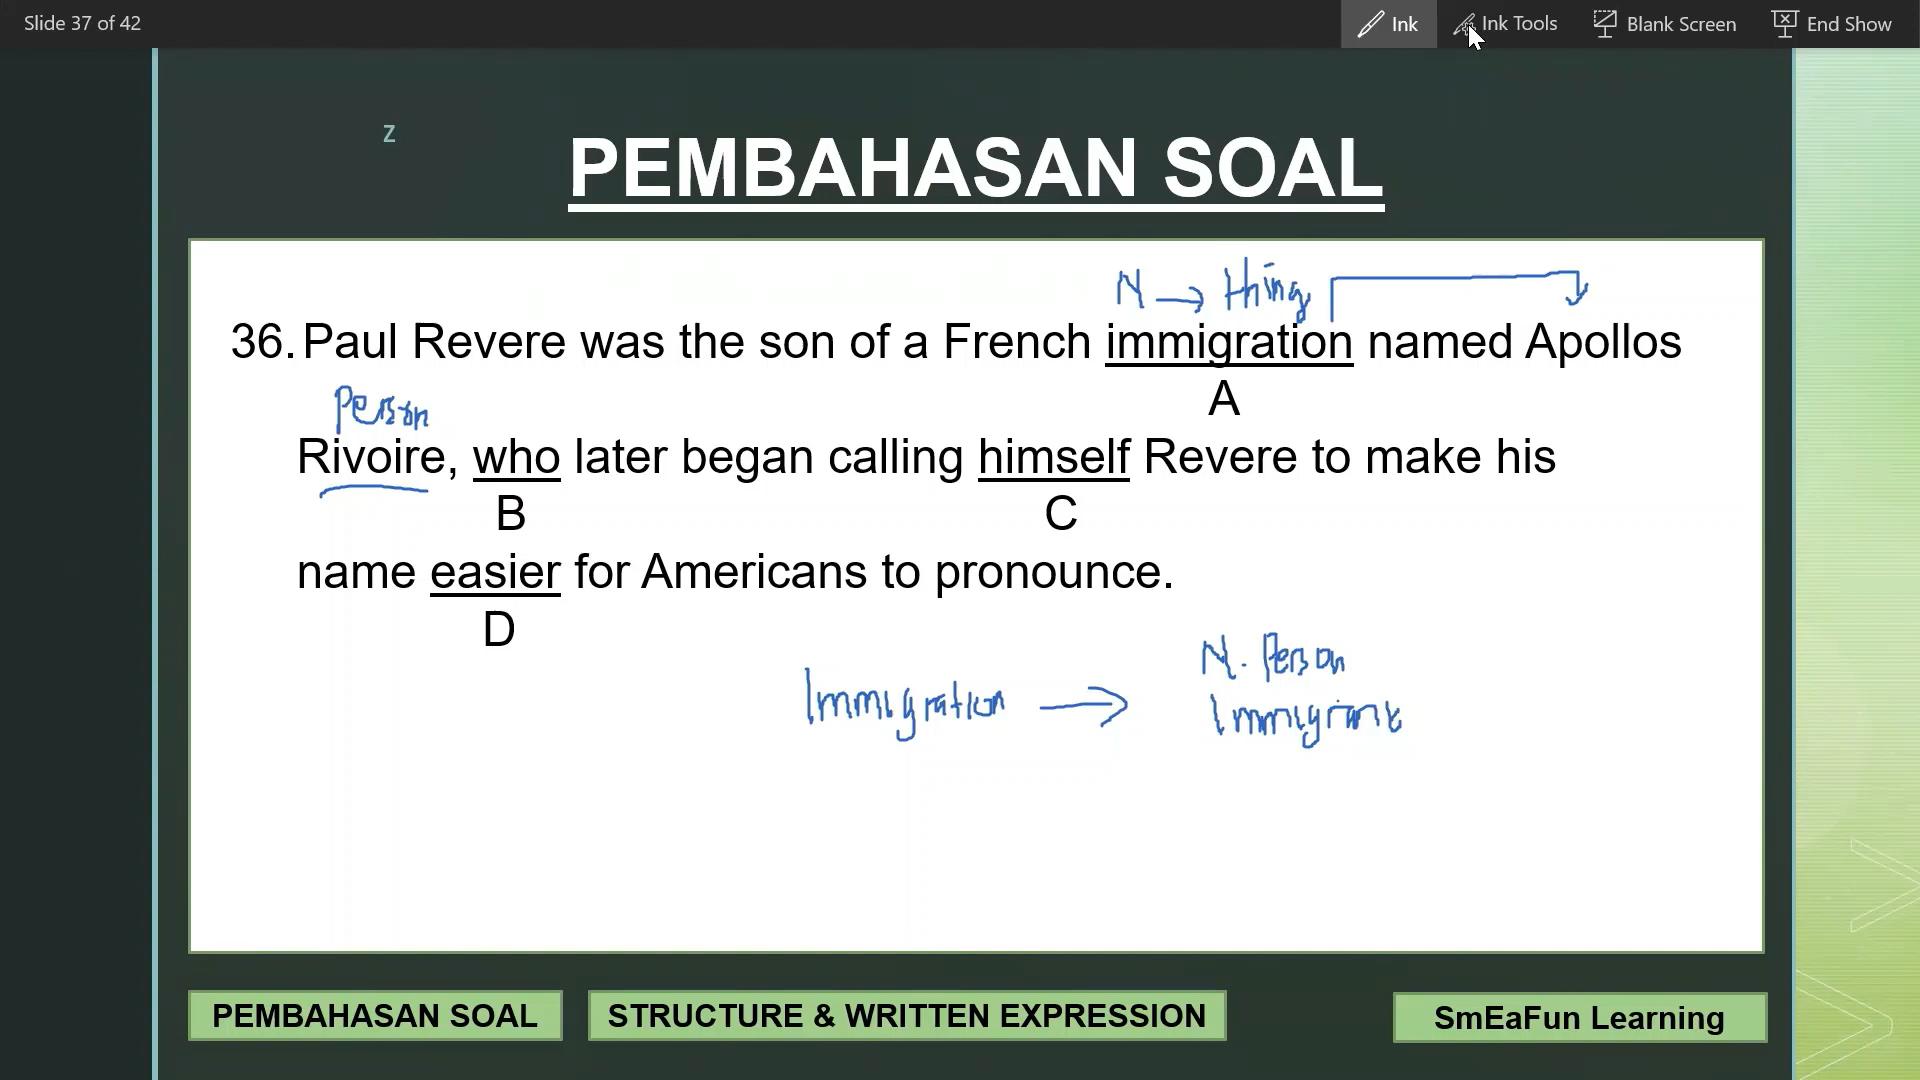 Slide 37 of 42
Ink
Ink Tools
Blank Screen
End Show
z
PEMBAHASAN SOAL
N → thing
36. Paul Revere was the son of a French immigration named Apollos
A
Person
Rivoire, who later began calling himself Revere to make his
B C
name easier for Americans to pronounce.
D
N. Person
Immigration → Immigrant
PEMBAHASAN SOAL
STRUCTURE & WRITTEN EXPRESSION
SmEaFun Learning